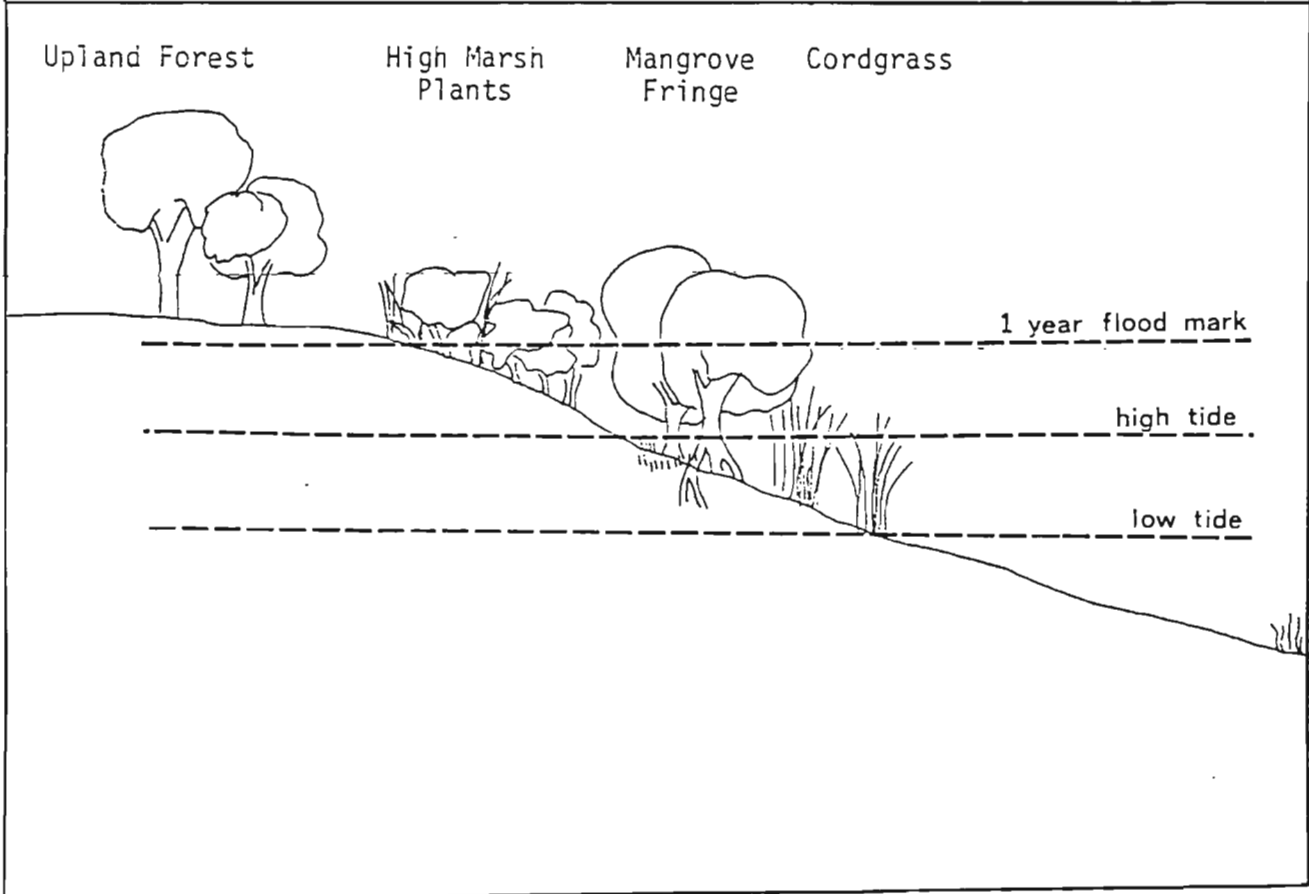 Upland Forest
High Marsh
Plants
Mangrove
Fringe
Cordgrass
1 year flood mark
high tide
low tide